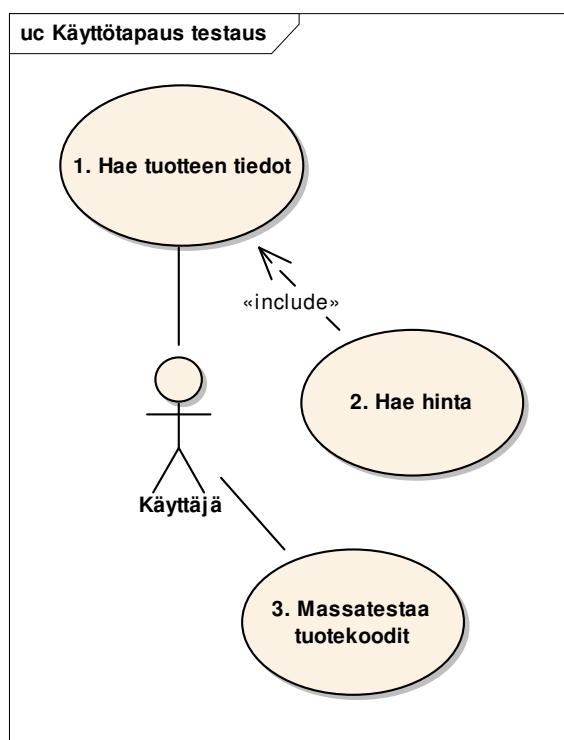 uc Käyttötapaus testaus
1. Hae tuotteen tiedot
«include»
2. Hae hinta
Käyttäjä
3. Massatestaa
tuotekoodit